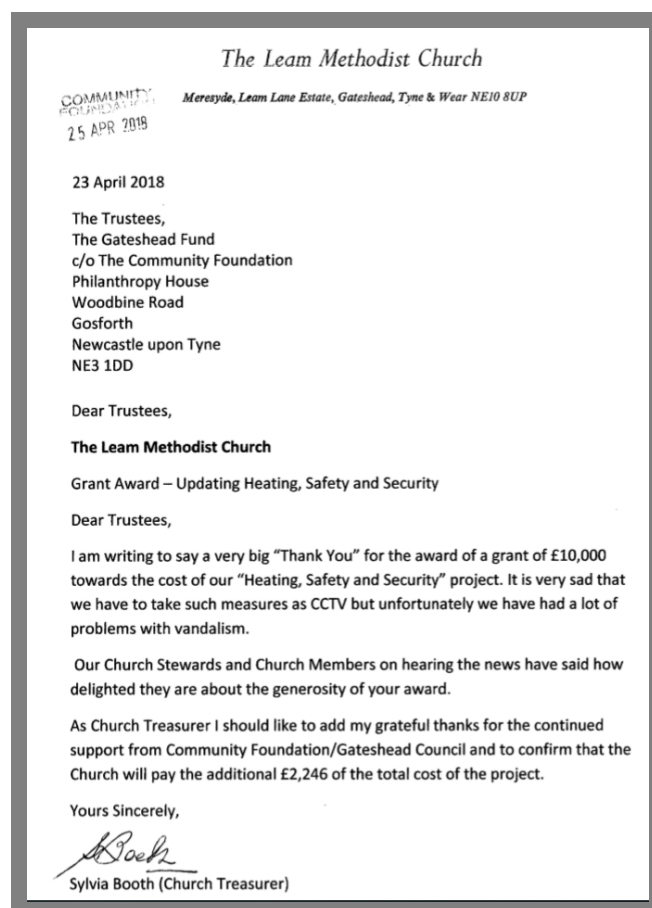 The Leam Methodist Church
Meresyde, Leam Lane Estate, Gateshead, Tyne & Wear NE10 8UP
COMMUNITY
FOUNDATION
25 APR 2018
23 April 2018
The Trustees,
The Gateshead Fund
c/o The Community Foundation
Philanthropy House
Woodbine Road
Gosforth
Newcastle upon Tyne
NE3 1DD
Dear Trustees,
The Leam Methodist Church
Grant Award – Updating Heating, Safety and Security
Dear Trustees,
I am writing to say a very big “Thank You” for the award of a grant of £10,000
towards the cost of our “Heating, Safety and Security” project. It is very sad that
we have to take such measures as CCTV but unfortunately we have had a lot of
problems with vandalism.
Our Church Stewards and Church Members on hearing the news have said how
delighted they are about the generosity of your award.
As Church Treasurer I should like to add my grateful thanks for the continued
support from Community Foundation/Gateshead Council and to confirm that the
Church will pay the additional £2,246 of the total cost of the project.
Yours Sincerely,
SBooth
Sylvia Booth (Church Treasurer)